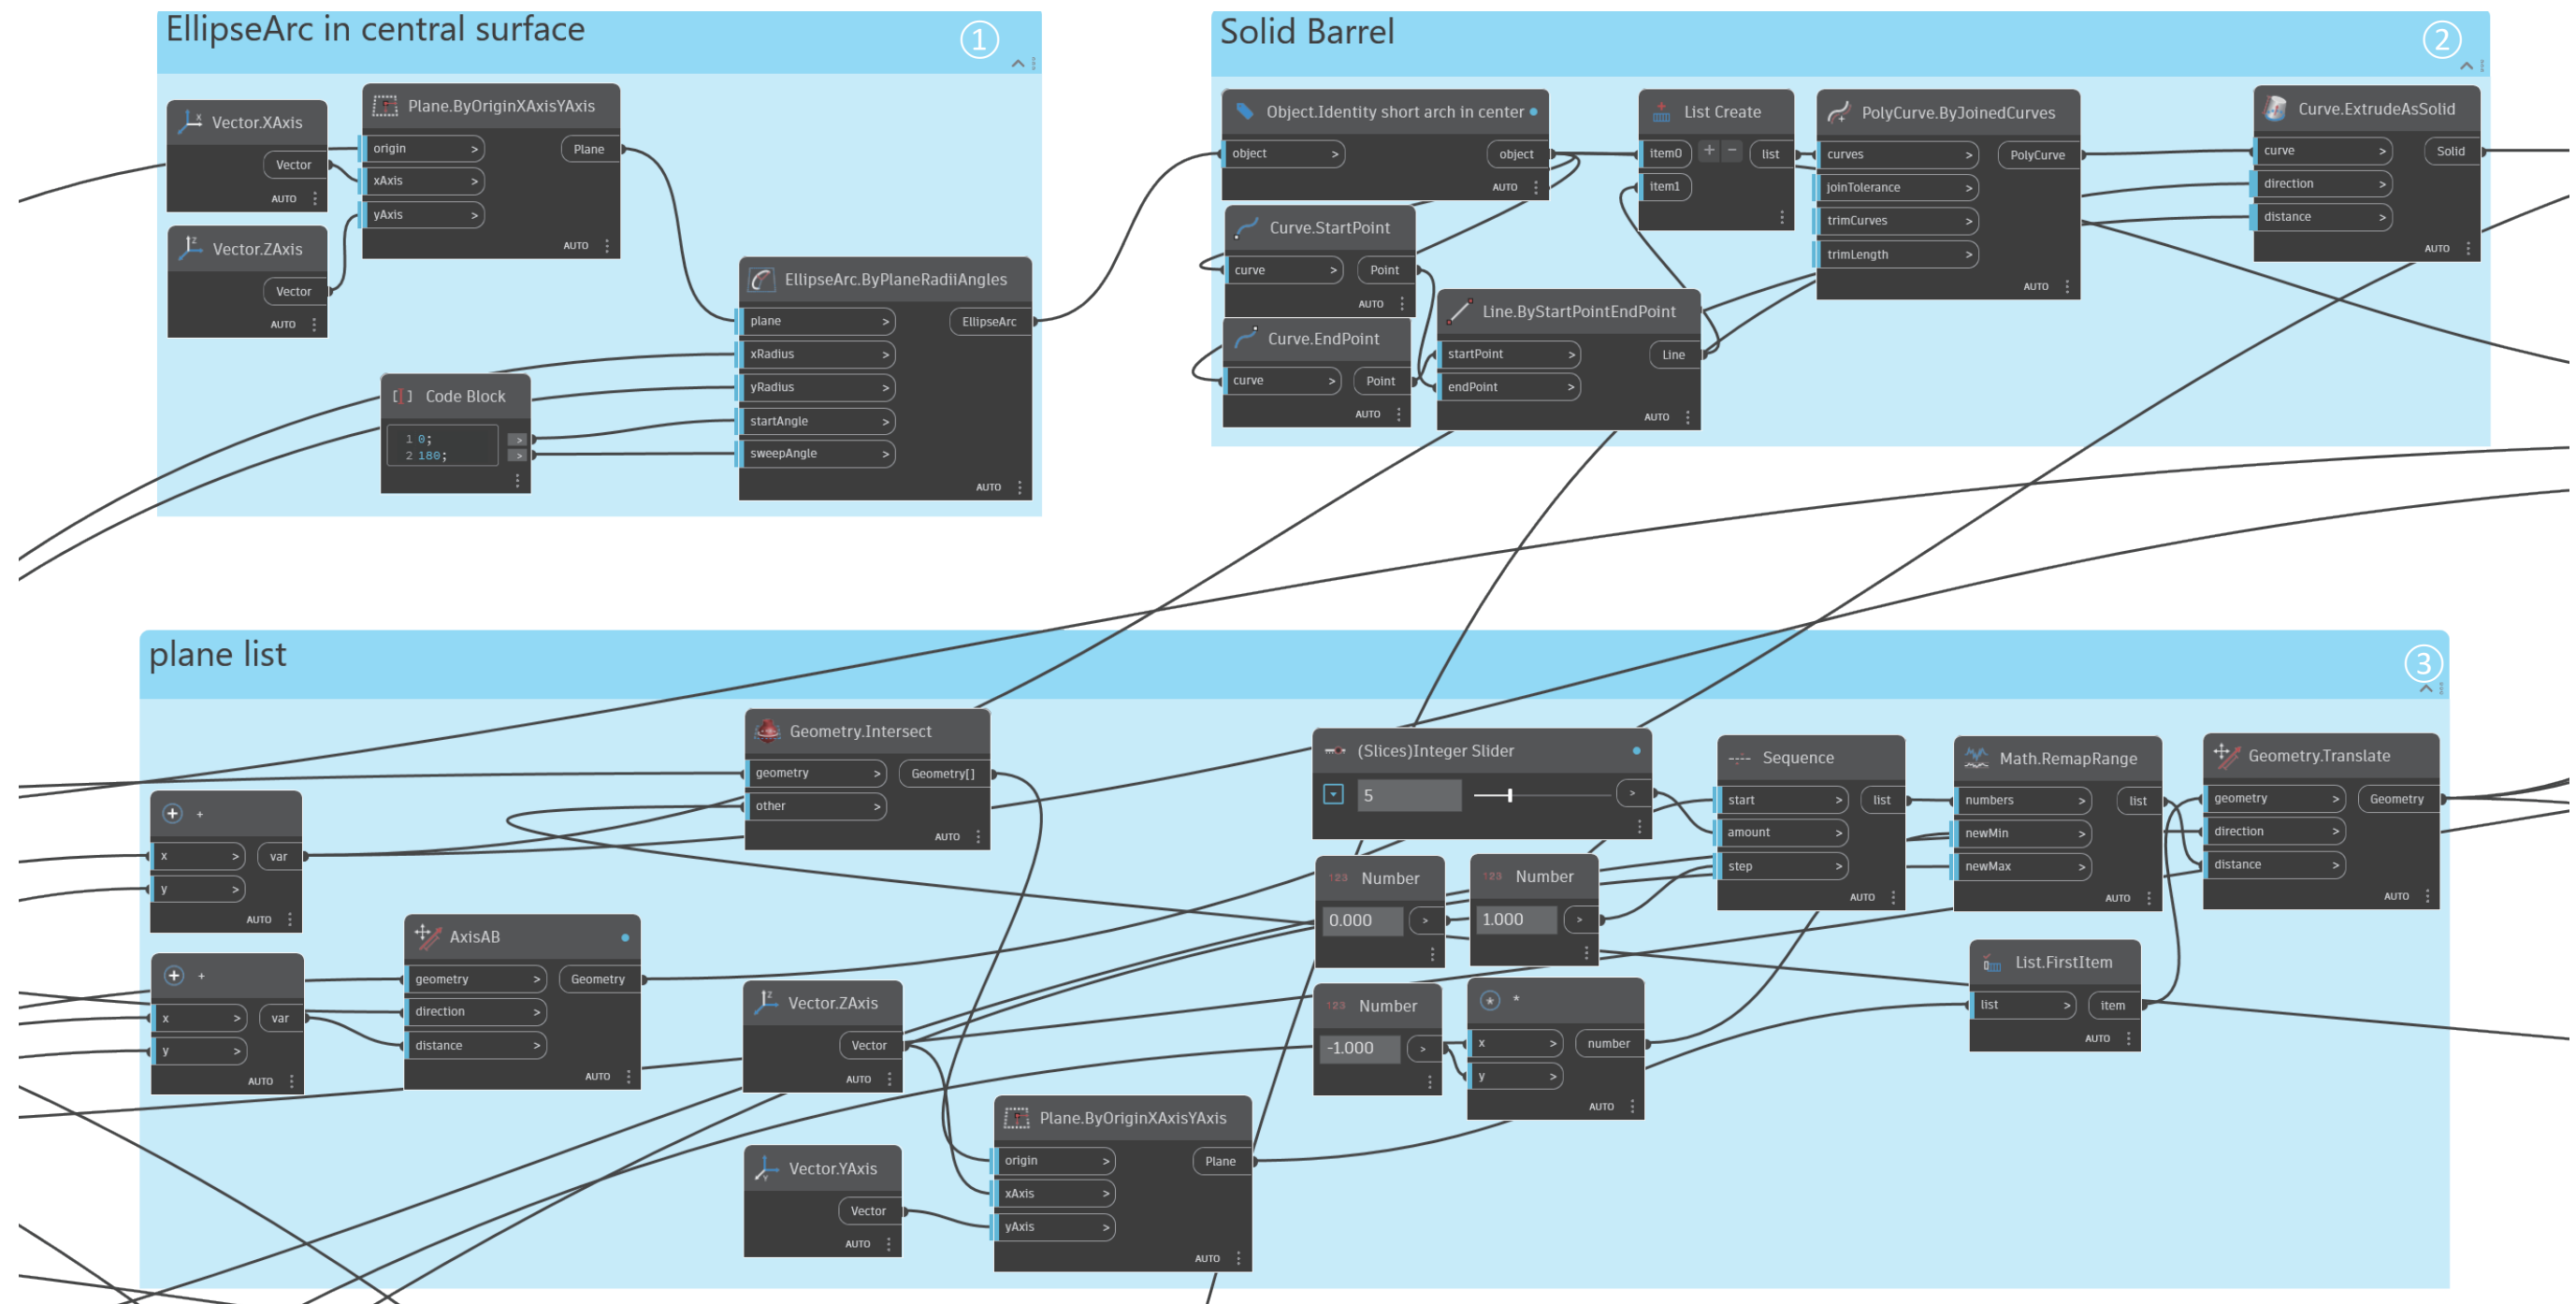 EllipseArc in central surface
①
Vector.XAxis
Vector
AUTO
Vector.ZAxis
Vector
AUTO
Plane.ByOriginXAxisYAxis
origin >
Plane
xAxis >
yAxis >
AUTO
Code Block
1 0; >
2 180; >
EllipseArc.ByPlaneRadiiAngles
plane >
EllipseArc
xRadius >
yRadius >
startAngle >
sweepAngle >
AUTO
Solid Barrel
②
Object.Identity short arch in center
object >
object
AUTO
Curve.StartPoint
curve >
Point
AUTO
Curve.EndPoint
curve >
Point
AUTO
Line.ByStartPointEndPoint
startPoint >
Line
endPoint >
AUTO
List Create
item0 + - list
item1
PolyCurve.ByJoinedCurves
curves >
PolyCurve
joinTolerance >
trimCurves >
trimLength >
AUTO
Curve.ExtrudeAsSolid
curve >
Solid
direction >
distance >
AUTO
plane list
③
+
x >
var
y >
AUTO
+
x >
var
y >
AUTO
AxisAB
geometry >
Geometry
direction >
distance >
AUTO
Geometry.Intersect
geometry >
Geometry[]
other >
AUTO
Vector.ZAxis
Vector
AUTO
Vector.YAxis
Vector
AUTO
Plane.ByOriginXAxisYAxis
origin >
Plane
xAxis >
yAxis >
AUTO
(Slices)Integer Slider
5 >
123 Number
0.000 >
123 Number
1.000 >
123 Number
-1.000 >
*
x >
number
y >
AUTO
Sequence
start >
list
amount >
step >
AUTO
Math.RemapRange
numbers >
list
newMin >
newMax >
AUTO
List.FirstItem
list >
item
AUTO
Geometry.Translate
geometry >
Geometry
direction >
distance >
AUTO